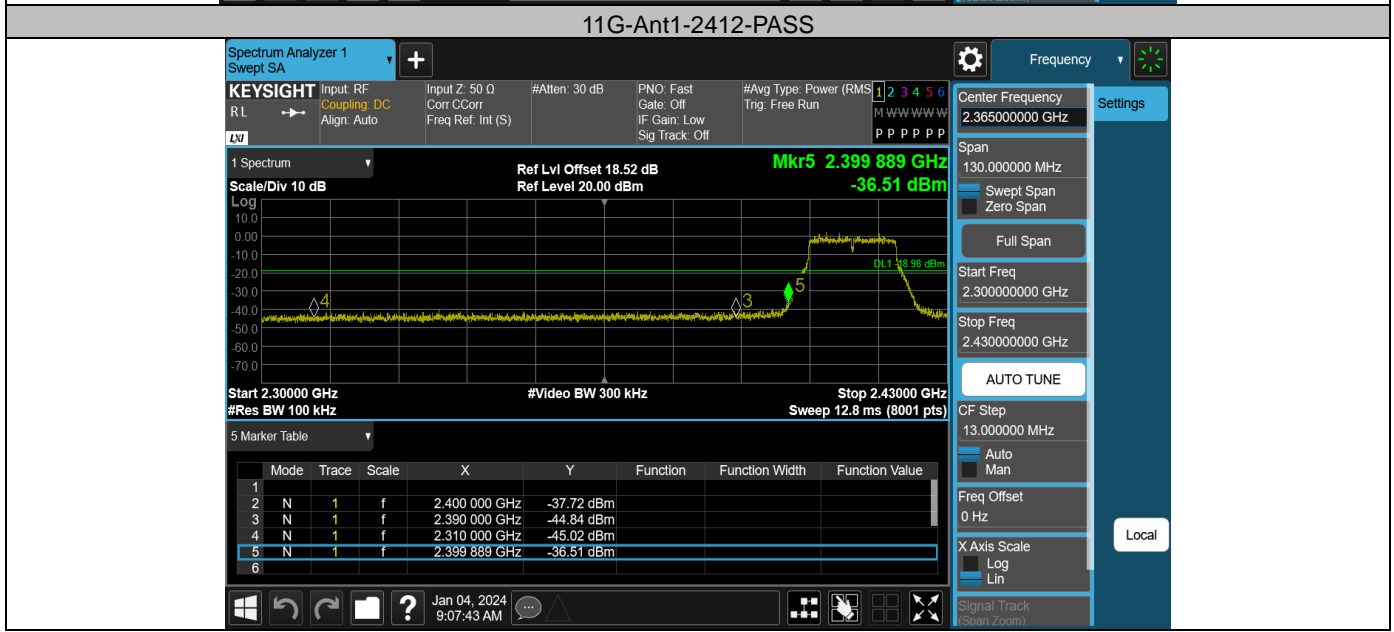 11G-Ant1-2412-PASS
Spectrum Analyzer 1
Swept SA
+
Frequency
KEYSIGHT
RL
LXI
Input: RF
Coupling: DC
Align: Auto
Input Z: 50 Ω
Corr CCorr
Freq Ref: Int (S)
#Atten: 30 dB
PNO: Fast
Gate: Off
IF Gain: Low
Sig Track: Off
#Avg Type: Power (RMS
Trig: Free Run
1 2 3 4 5 6
M W W W W W
P P P P P P
1 Spectrum
Scale/Div 10 dB
Log
Ref Lvl Offset 18.52 dB
Ref Level 20.00 dBm
Mkr5 2.399 889 GHz
-36.51 dBm
10.0
0.00
-10.0
-20.0
-30.0
-40.0
-50.0
-60.0
-70.0
DL1 -18.98 dBm
4
3
5
Start 2.30000 GHz
#Res BW 100 kHz
#Video BW 300 kHz
Stop 2.43000 GHz
Sweep 12.8 ms (8001 pts)
5 Marker Table
Mode Trace Scale X Y Function Function Width Function Value
1
2 N 1 f 2.400 000 GHz -37.72 dBm
3 N 1 f 2.390 000 GHz -44.84 dBm
4 N 1 f 2.310 000 GHz -45.02 dBm
5 N 1 f 2.399 889 GHz -36.51 dBm
6
?
Jan 04, 2024
9:07:43 AM
Center Frequency
2.365000000 GHz
Span
130.000000 MHz
Swept Span
Zero Span
Full Span
Start Freq
2.300000000 GHz
Stop Freq
2.430000000 GHz
AUTO TUNE
CF Step
13.000000 MHz
Auto
Man
Freq Offset
0 Hz
X Axis Scale
Log
Lin
Signal Track
(Span Zoom)
Settings
Local